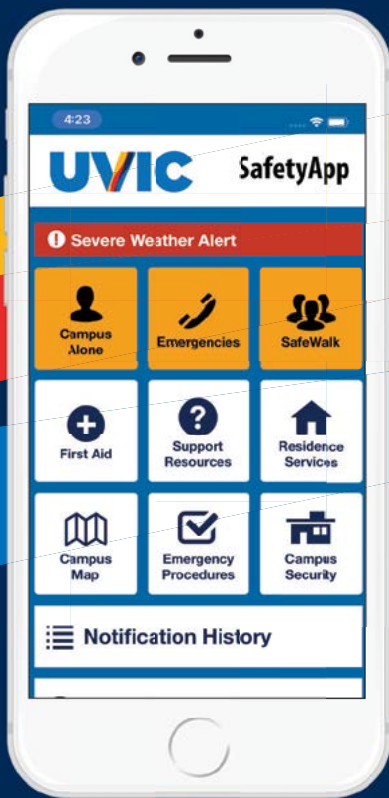 4:23
UVIC SafetyApp
Severe Weather Alert
Campus
Alone
Emergencies
SafeWalk
First Aid
Support
Resources
Residence
Services
Campus
Map
Emergency
Procedures
Campus
Security
Notification History